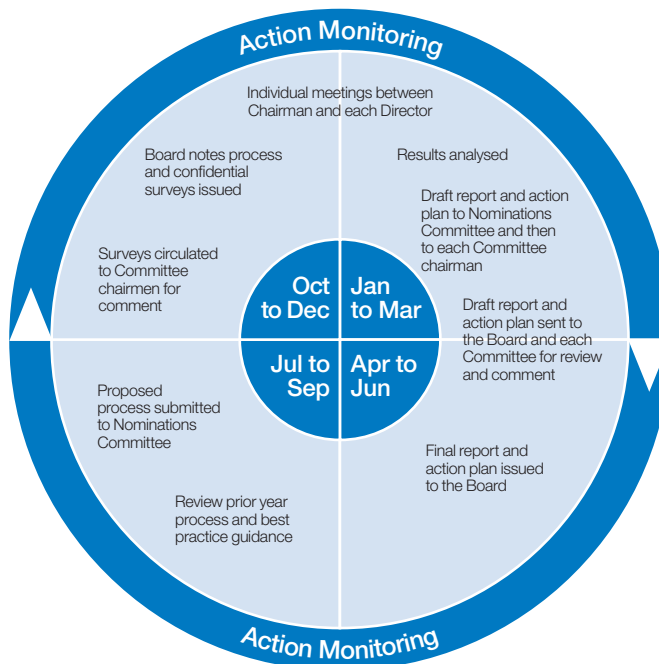 Action Monitoring
Individual meetings between
Chairman and each Director
Board notes process
and confidential
surveys issued
Results analysed
Draft report and action
plan to Nominations
Committee and then
to each Committee
chairman
Surveys circulated
to Committee
chairmen for
comment
Oct
to Dec
Jan
to Mar
Draft report and
action plan sent to
the Board and each
Committee for review
and comment
Jul to
Sep
Apr to
Jun
Proposed
process submitted
to Nominations
Committee
Final report and
action plan issued
to the Board
Review prior year
process and best
practice guidance
Action Monitoring